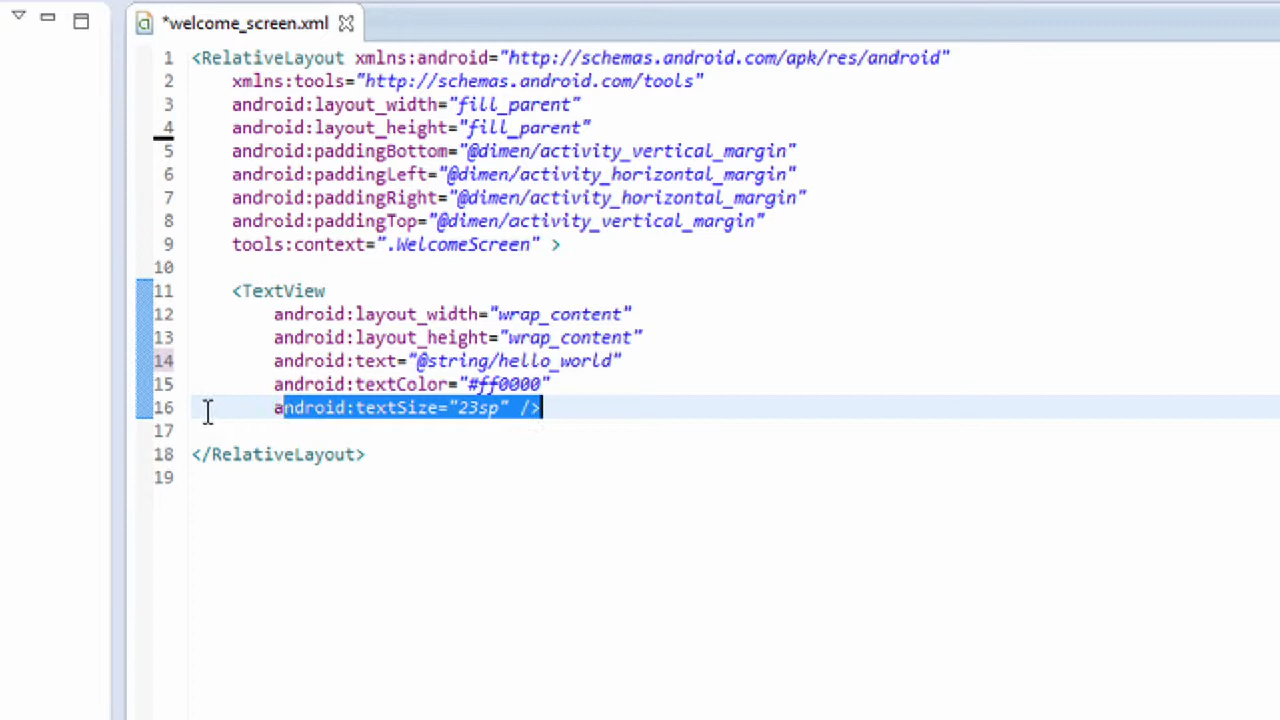 *welcome_screen.xml
1 <RelativeLayout xmlns:android="http://schemas.android.com/apk/res/android"
2 xmlns:tools="http://schemas.android.com/tools"
3 android:layout_width="fill_parent"
4 android:layout_height="fill_parent"
5 android:paddingBottom="@dimen/activity_vertical_margin"
6 android:paddingLeft="@dimen/activity_horizontal_margin"
7 android:paddingRight="@dimen/activity_horizontal_margin"
8 android:paddingTop="@dimen/activity_vertical_margin"
9 tools:context=".WelcomeScreen" >
10
11 <TextView
12 android:layout_width="wrap_content"
13 android:layout_height="wrap_content"
14 android:text="@string/hello_world"
15 android:textColor="#ff0000"
16 android:textSize="23sp" />
17
18 </RelativeLayout>
19